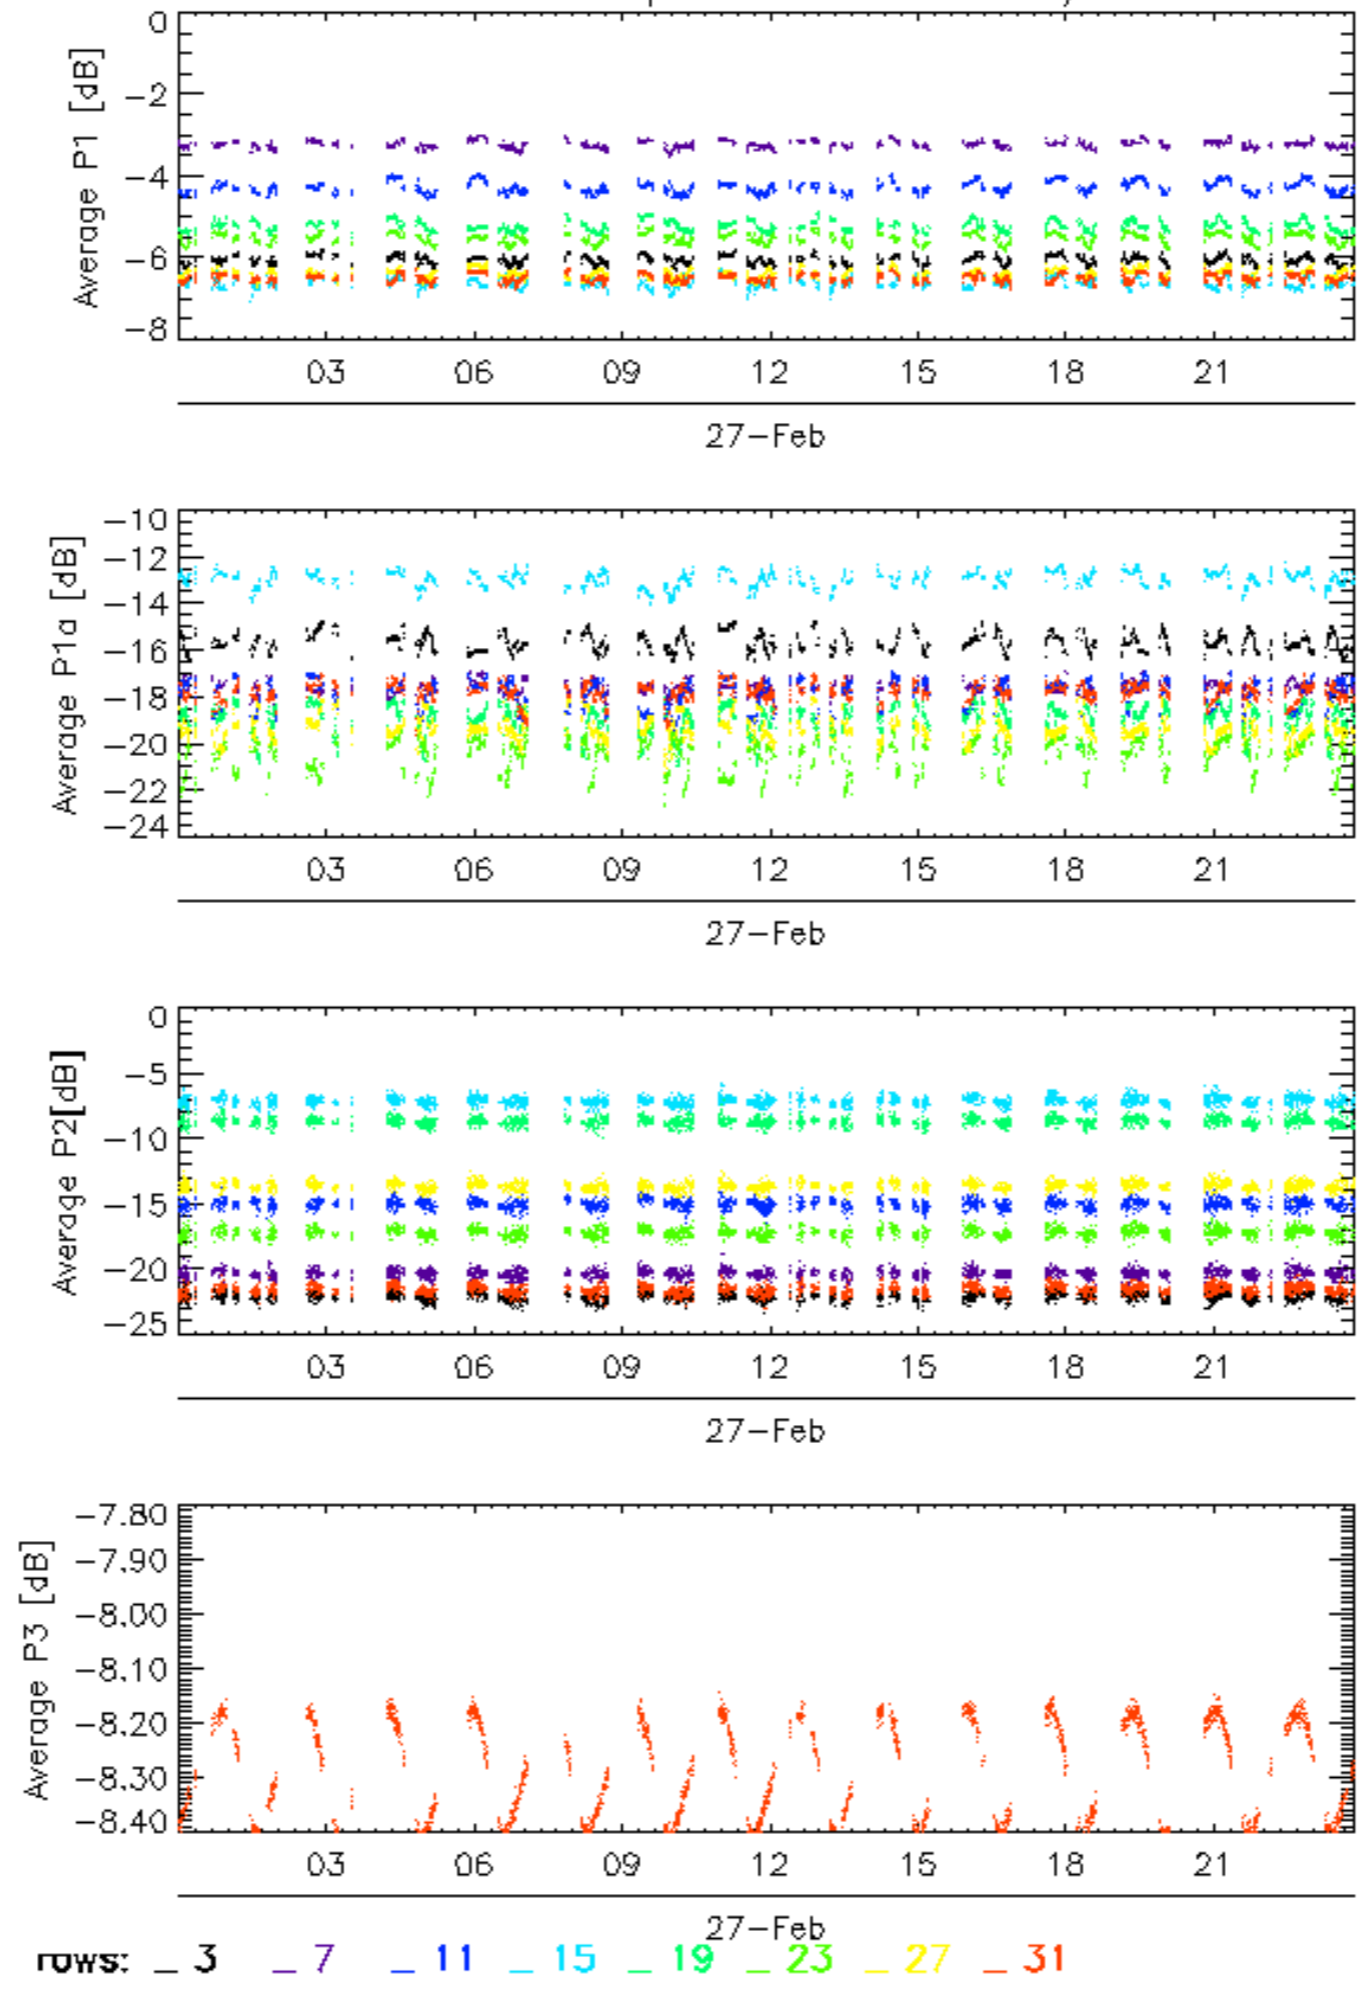 0
-2
-4
-6
-8
Average P1 [dB]
03 06 09 12 15 18 21
27-Feb
-10
-12
-14
-16
-18
-20
-22
-24
Average P1a [dB]
03 06 09 12 15 18 21
27-Feb
0
-5
-10
-15
-20
-25
Average P2[dB]
03 06 09 12 15 18 21
27-Feb
-7.80
-7.90
-8.00
-8.10
-8.20
-8.30
-8.40
Average P3 [dB]
03 06 09 12 15 18 21
27-Feb
rows: _ 3 _ 7 _ 11 _ 15 _ 19 _ 23 _ 27 _ 31